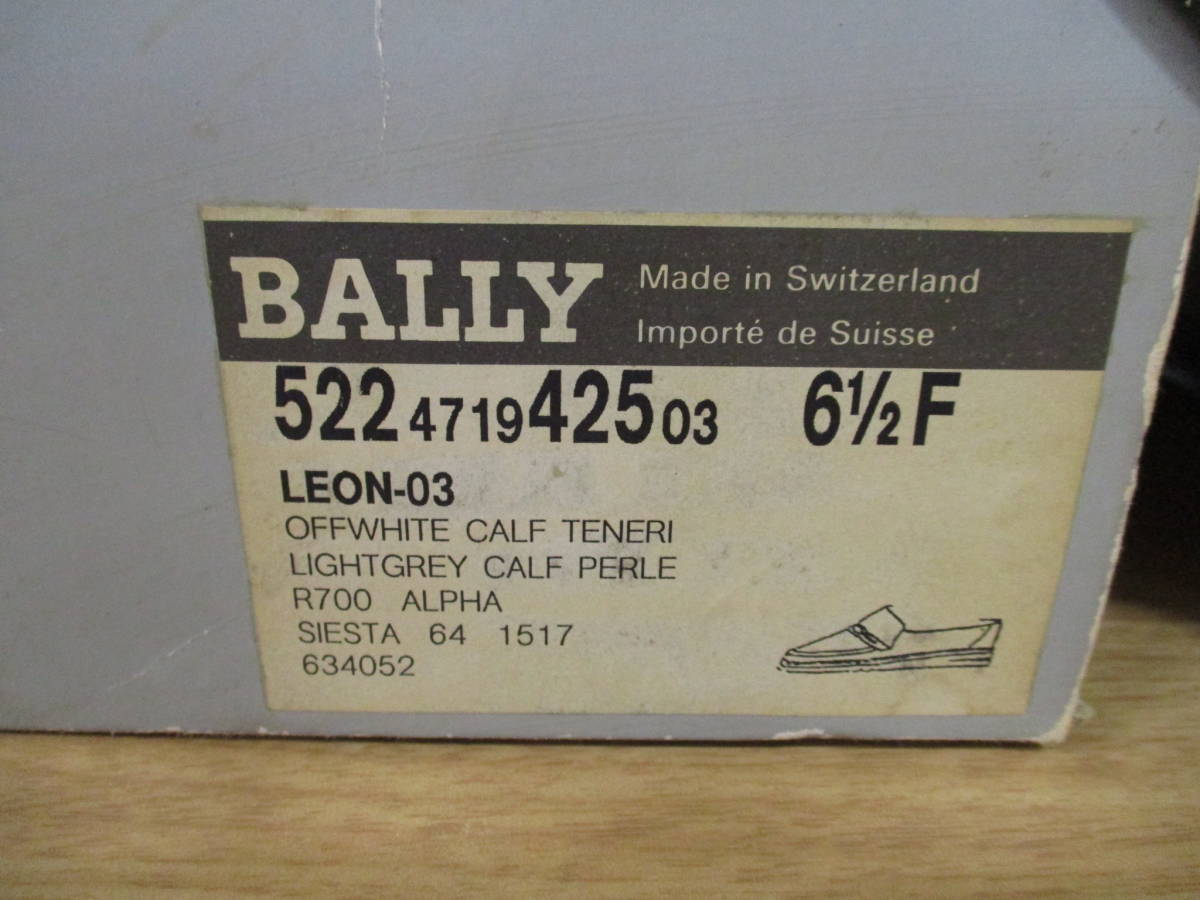 BALLY Made in Switzerland
Importé de Suisse
522 4719 425 03 6½ F
LEON-03
OFFWHITE CALF TENERI
LIGHTGREY CALF PERLE
R700 ALPHA
SIESTA 64 1517
634052